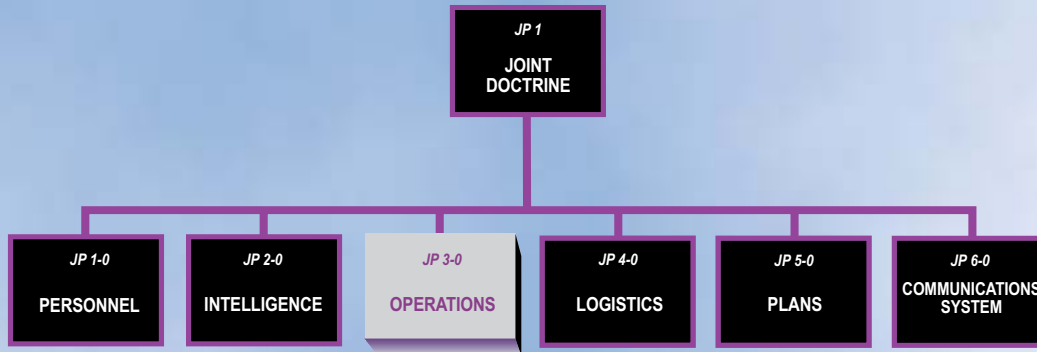 JP 1
JOINT
DOCTRINE
JP 1-0
PERSONNEL
JP 2-0
INTELLIGENCE
JP 3-0
OPERATIONS
JP 4-0
LOGISTICS
JP 5-0
PLANS
JP 6-0
COMMUNICATIONS
SYSTEM